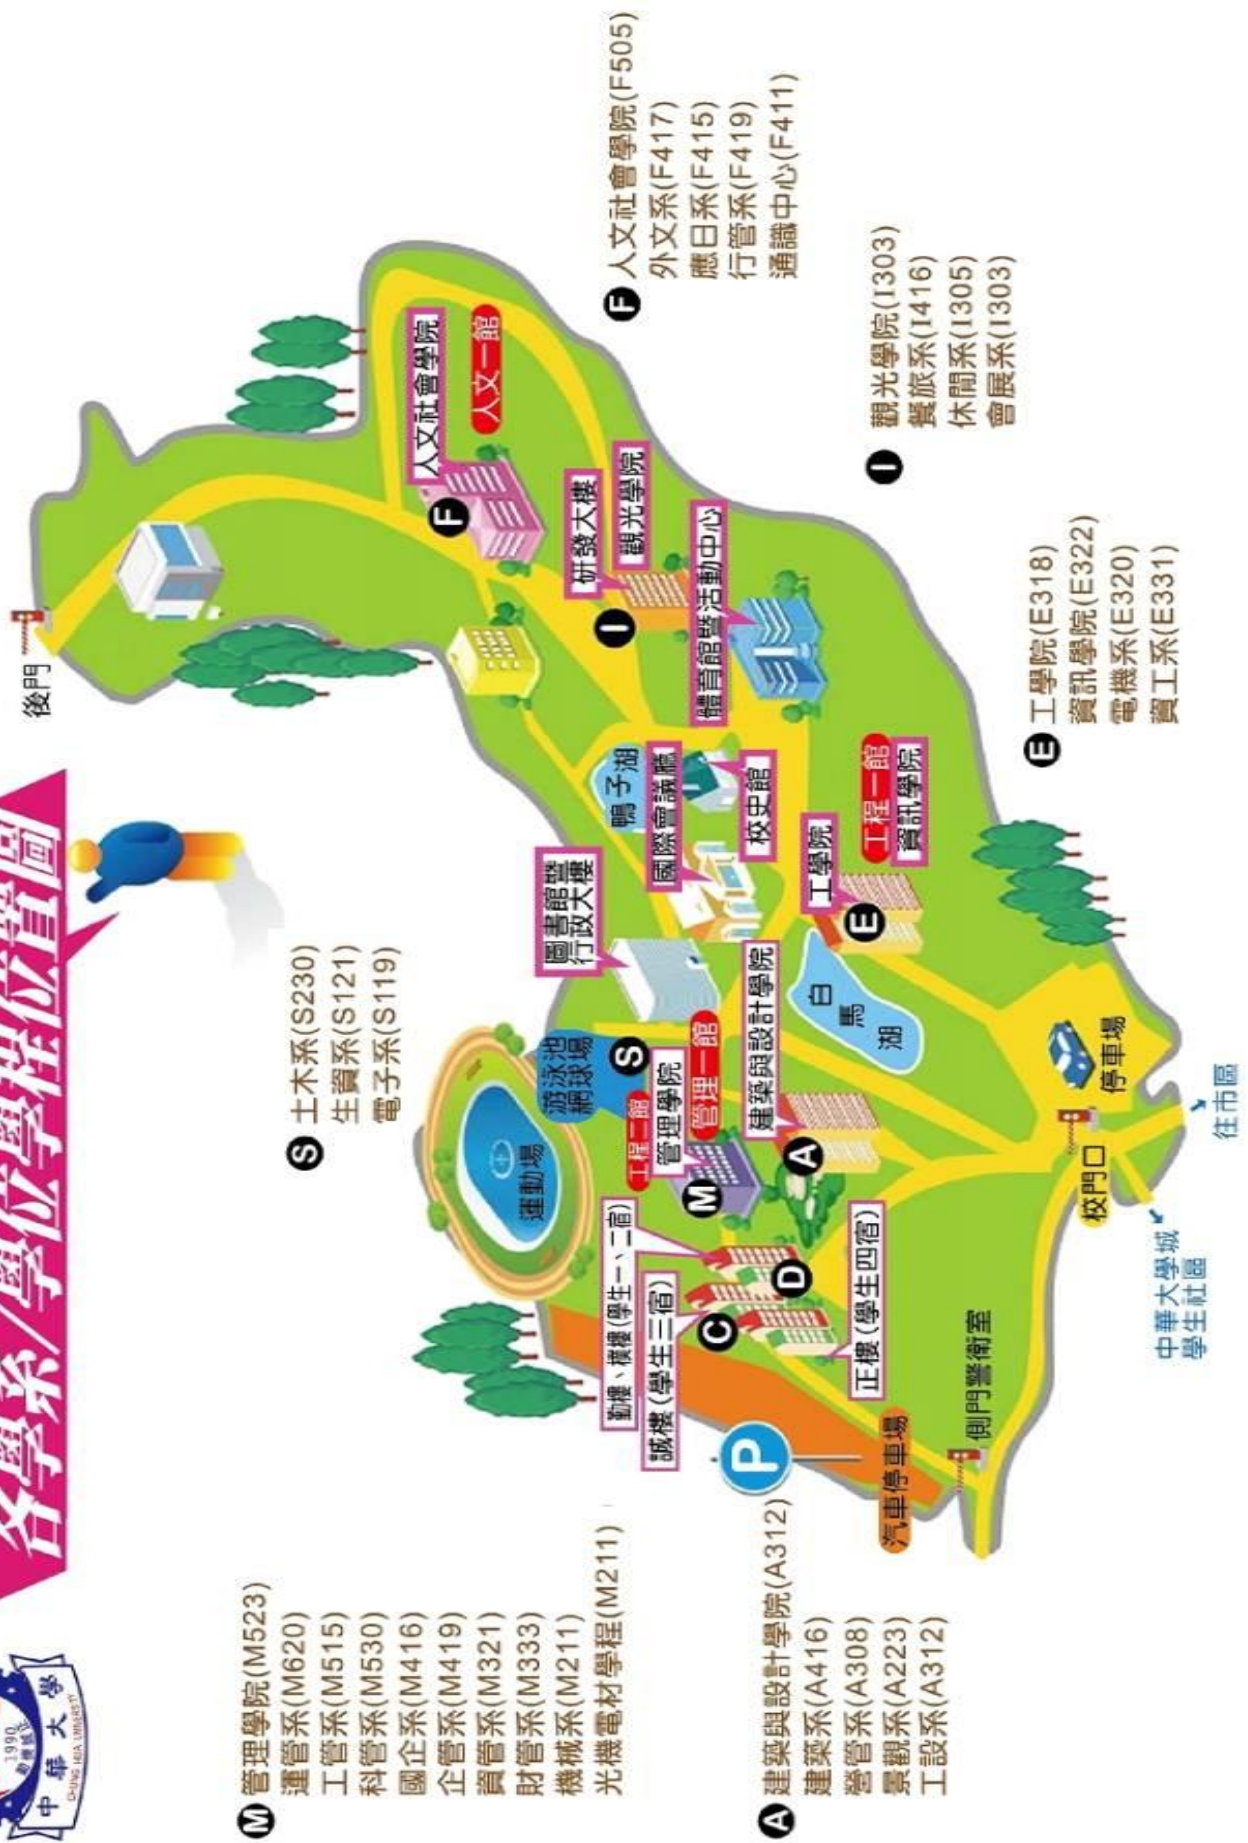 各學系/學位學程位置圖
1990
中華大學
CHUNG HUA UNIVERSITY
M 管理學院(M523)
運管系(M620)
工管系(M515)
科管系(M530)
國企系(M416)
企管系(M419)
資管系(M321)
財管系(M333)
機械系(M211)
光機電材學程(M211)
A 建築與設計學院(A312)
建築系(A416)
營管系(A308)
景觀系(A223)
工設系(A312)
S 土木系(S230)
生資系(S121)
電子系(S119)
後門
人文社會學院
人文一館
F
研發大樓
觀光學院
I
體育館暨活動中心
鴨子湖
國際會議廳
校史館
圖書館暨
行政大樓
工學院
工程一館
資訊學院
E
運動場
游泳池
網球場
S
工程二館
管理學院
管理一館
M
建築與設計學院
A
白馬湖
勤樓、樸樓(學生一、二宿)
誠樓(學生三宿)
正樓(學生四宿)
C
D
P
汽車停車場
側門警衛室
校門口
停車場
往市區
中華大學城
學生社區
F 人文社會學院(F505)
外文系(F417)
應日系(F415)
行管系(F419)
通識中心(F411)
I 觀光學院(I303)
餐旅系(I416)
休閒系(I305)
會展系(I303)
E 工學院(E318)
資訊學院(E322)
電機系(E320)
資工系(E331)